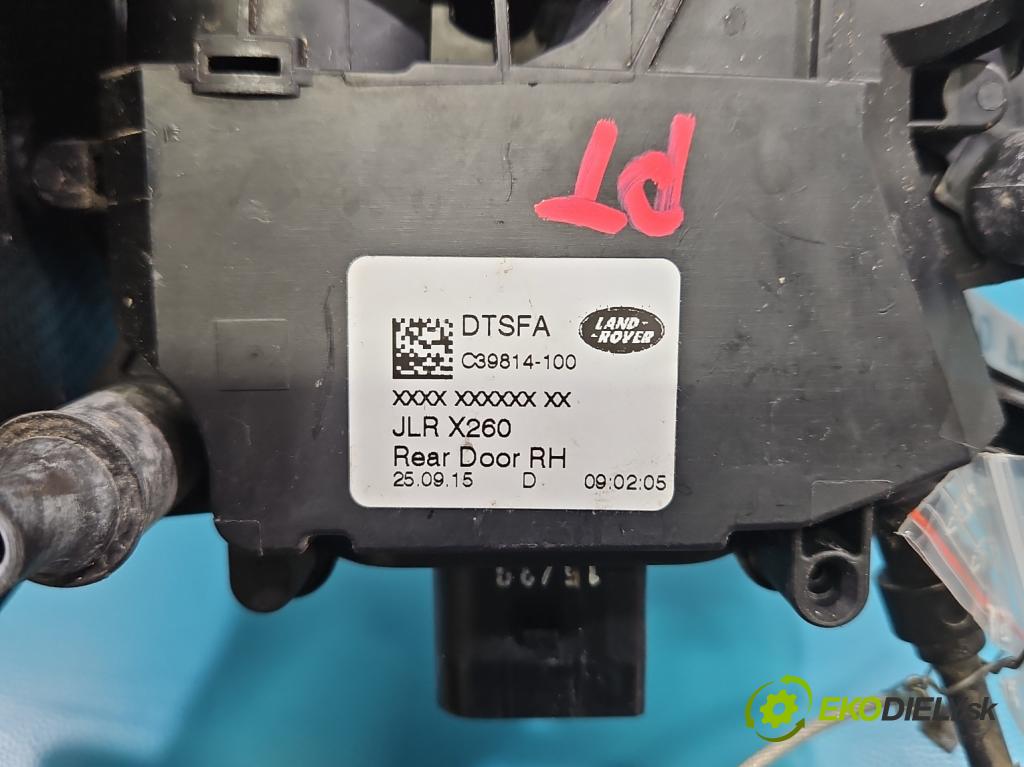 PT
DTSFA
LAND-
-ROVER
C39814-100
XXXX XXXXXX XX
JLR X260
Rear Door RH
25.09.15 D 09:02:05
EKODIELY.sk